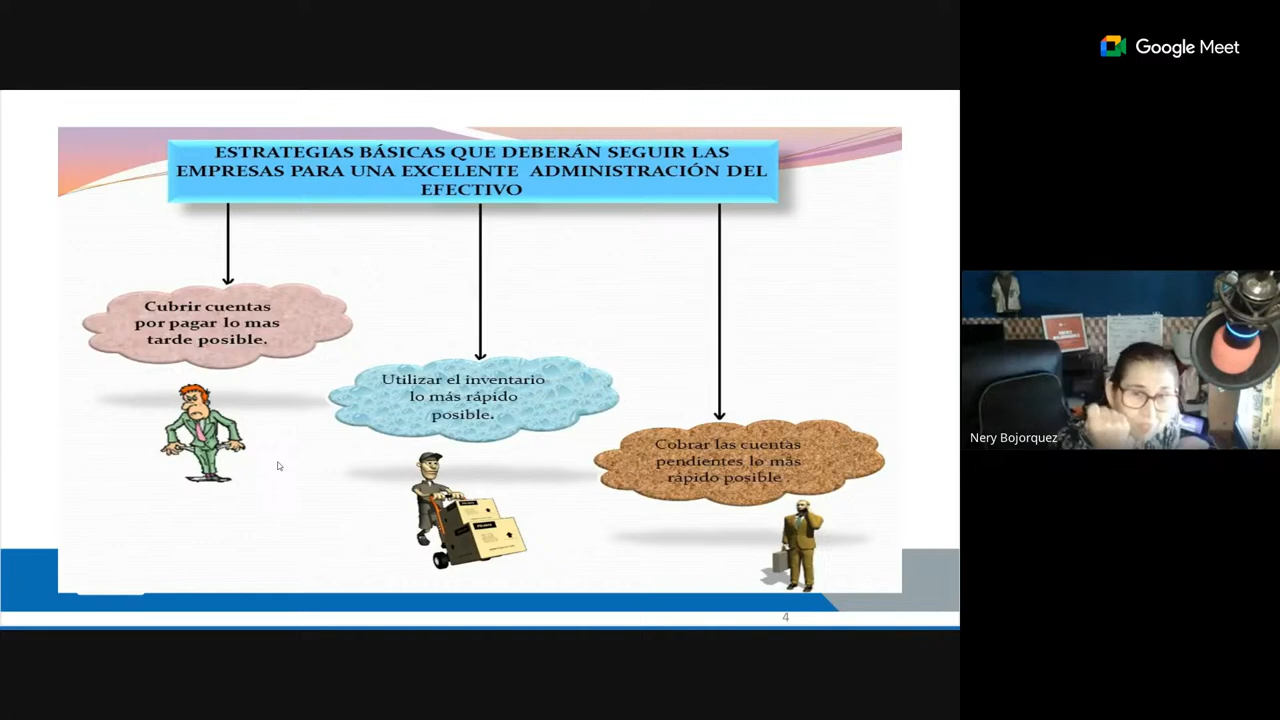 Google Meet
ESTRATEGIAS BÁSICAS QUE DEBERÁN SEGUIR LAS
EMPRESAS PARA UNA EXCELENTE ADMINISTRACIÓN DEL
EFECTIVO
Cubrir cuentas
por pagar lo mas
tarde posible.
Utilizar el inventario
lo más rápido
posible.
Cobrar las cuentas
pendientes lo más
rápido posible .
Nery Bojorquez
4